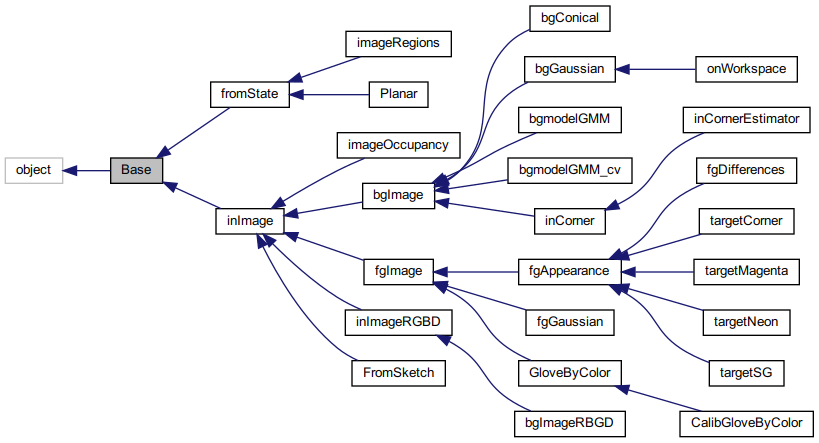 object
Base
fromState
inImage
imageRegions
Planar
imageOccupancy
bgImage
fgImage
inImageRGBD
FromSketch
bgConical
bgGaussian
bgmodelGMM
bgmodelGMM_cv
inCorner
fgAppearance
fgGaussian
GloveByColor
bgImageRBGD
onWorkspace
inCornerEstimator
fgDifferences
targetCorner
targetMagenta
targetNeon
targetSG
CalibGloveByColor